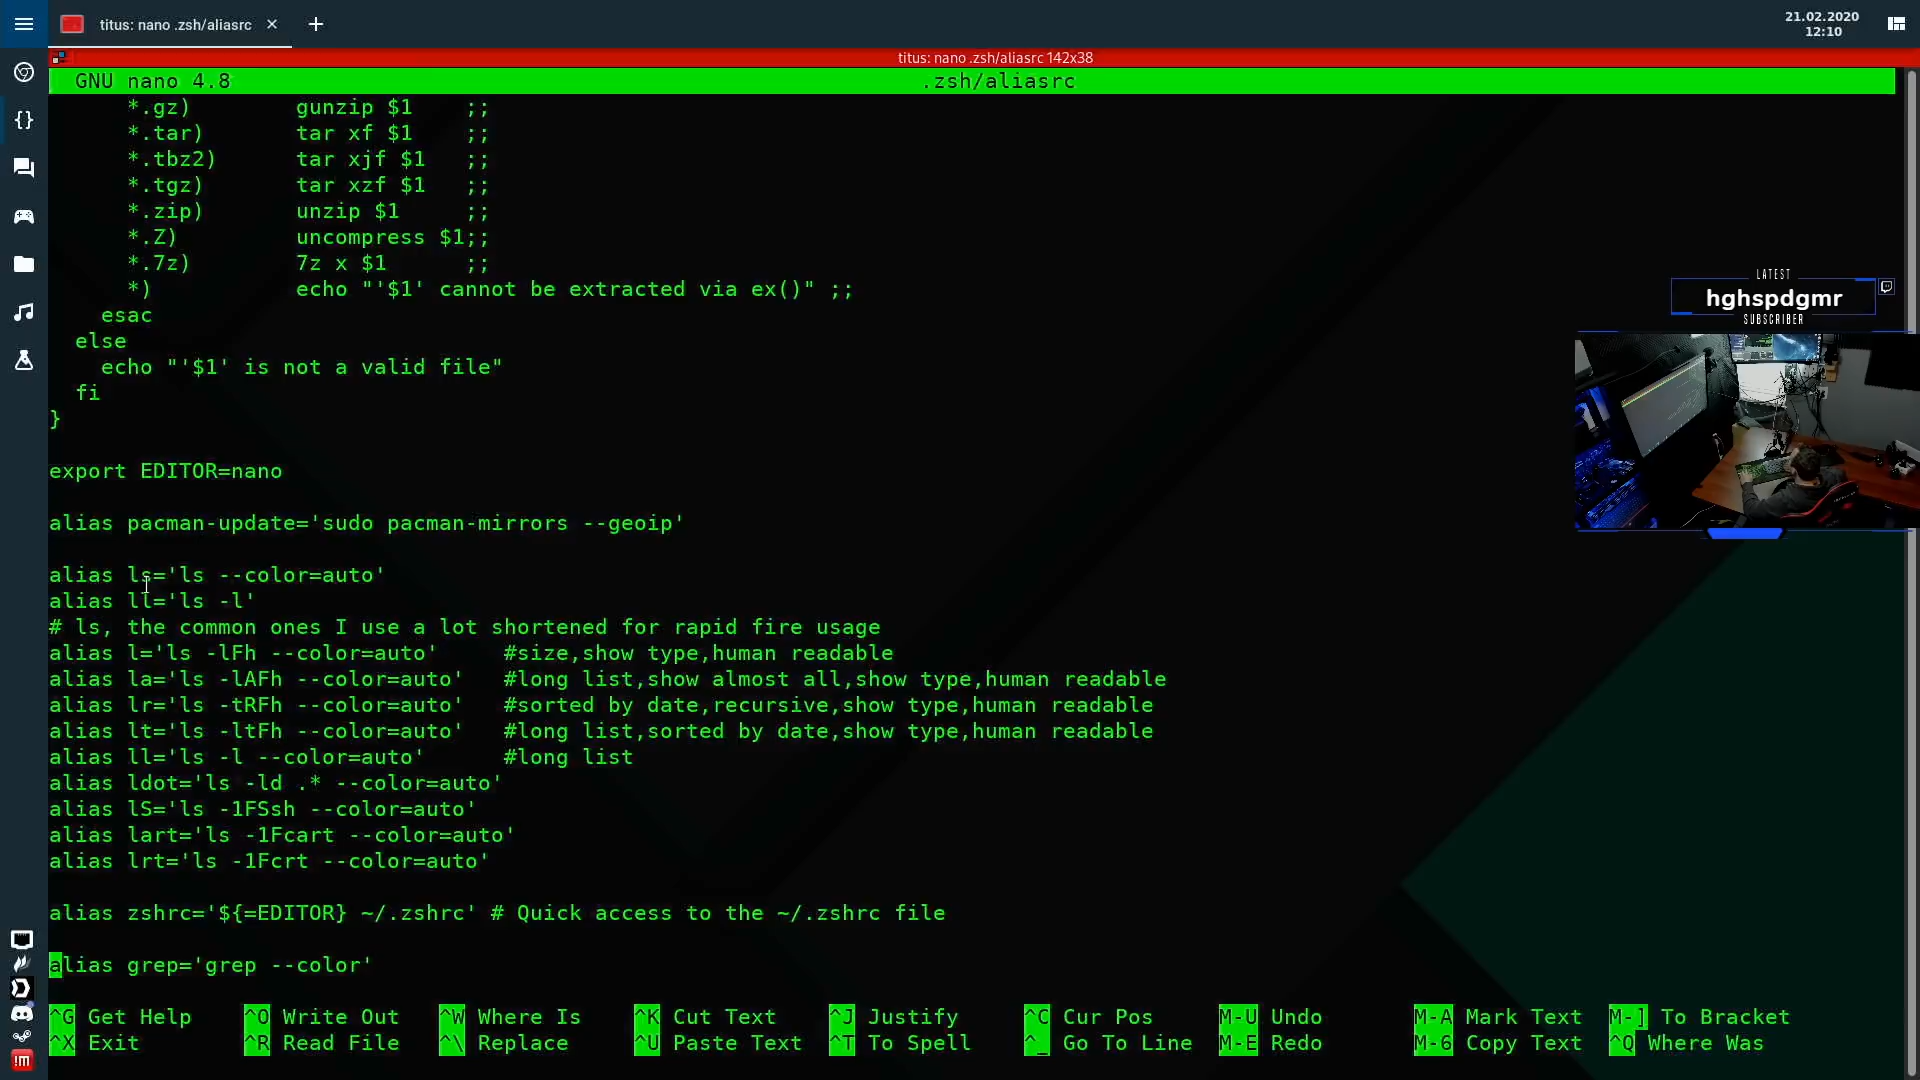 titus: nano .zsh/aliasrc
21.02.2020
12:10
titus: nano .zsh/aliasrc 142x38
GNU nano 4.8 .zsh/aliasrc
*.gz) gunzip $1 ;;
*.tar) tar xf $1 ;;
*.tbz2) tar xjf $1 ;;
*.tgz) tar xzf $1 ;;
*.zip) unzip $1 ;;
*.Z) uncompress $1;;
*.7z) 7z x $1 ;;
*) echo "'$1' cannot be extracted via ex()" ;;
esac
else
echo "'$1' is not a valid file"
fi
}
export EDITOR=nano
alias pacman-update='sudo pacman-mirrors --geoip'
alias ls='ls --color=auto'
alias ll='ls -l'
# ls, the common ones I use a lot shortened for rapid fire usage
alias l='ls -lFh --color=auto' #size,show type,human readable
alias la='ls -lAFh --color=auto' #long list,show almost all,show type,human readable
alias lr='ls -tRFh --color=auto' #sorted by date,recursive,show type,human readable
alias lt='ls -ltFh --color=auto' #long list,sorted by date,show type,human readable
alias ll='ls -l --color=auto' #long list
alias ldot='ls -ld .* --color=auto'
alias lS='ls -1FSsh --color=auto'
alias lart='ls -1Fcart --color=auto'
alias lrt='ls -1Fcrt --color=auto'
alias zshrc='${=EDITOR} ~/.zshrc' # Quick access to the ~/.zshrc file
alias grep='grep --color'
^G Get Help ^O Write Out ^W Where Is ^K Cut Text ^J Justify ^C Cur Pos M-U Undo M-A Mark Text M-] To Bracket
^X Exit ^R Read File ^\ Replace ^U Paste Text ^T To Spell ^_ Go To Line M-E Redo M-6 Copy Text ^Q Where Was
LATEST
hghspdgmr
SUBSCRIBER
!m